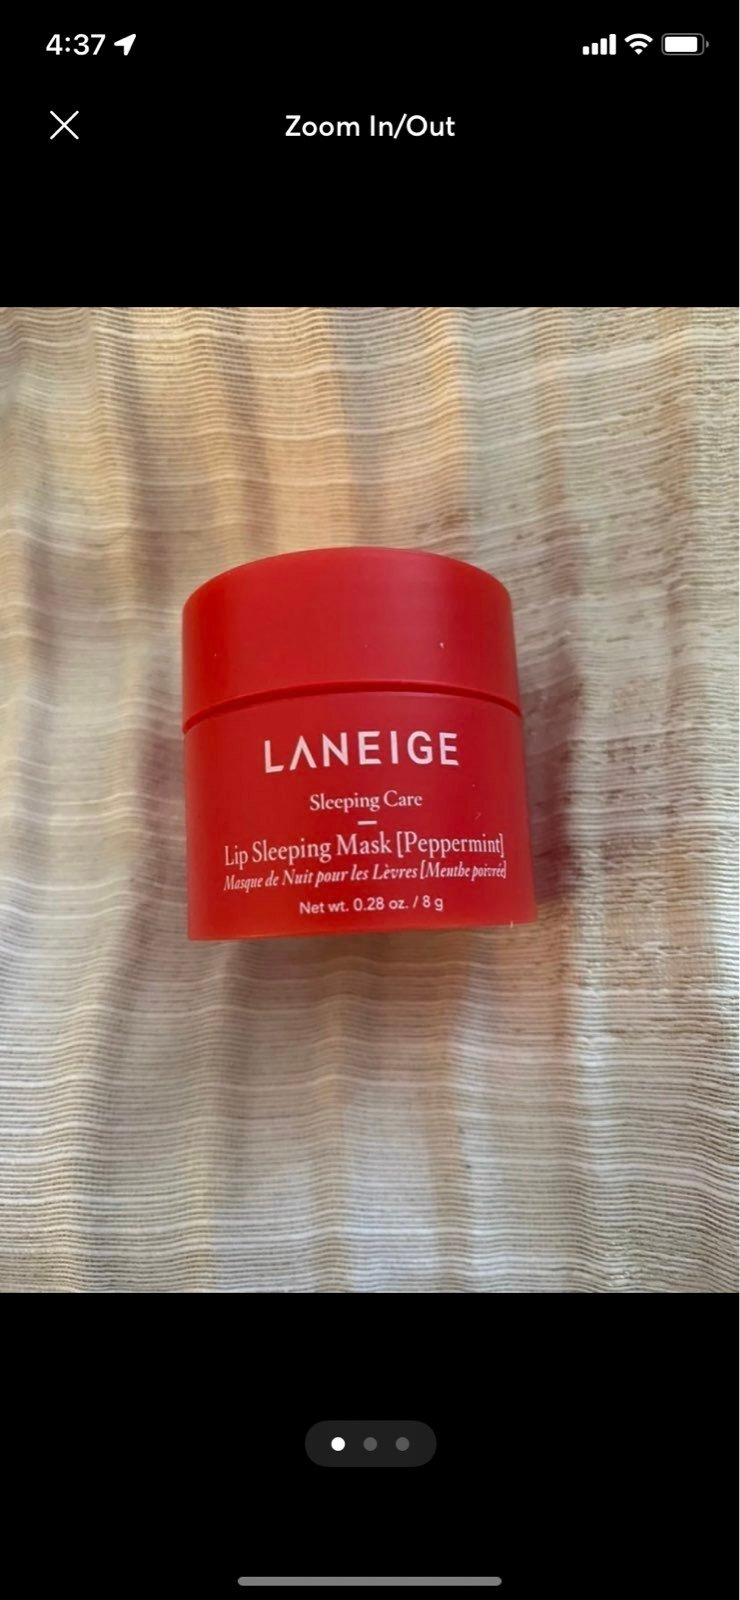 4:37
Zoom In/Out
LANEIGE
Sleeping Care
Lip Sleeping Mask [Peppermint]
Masque de Nuit pour les Lèvres [Menthe poivrée]
Net wt. 0.28 oz. / 8 g